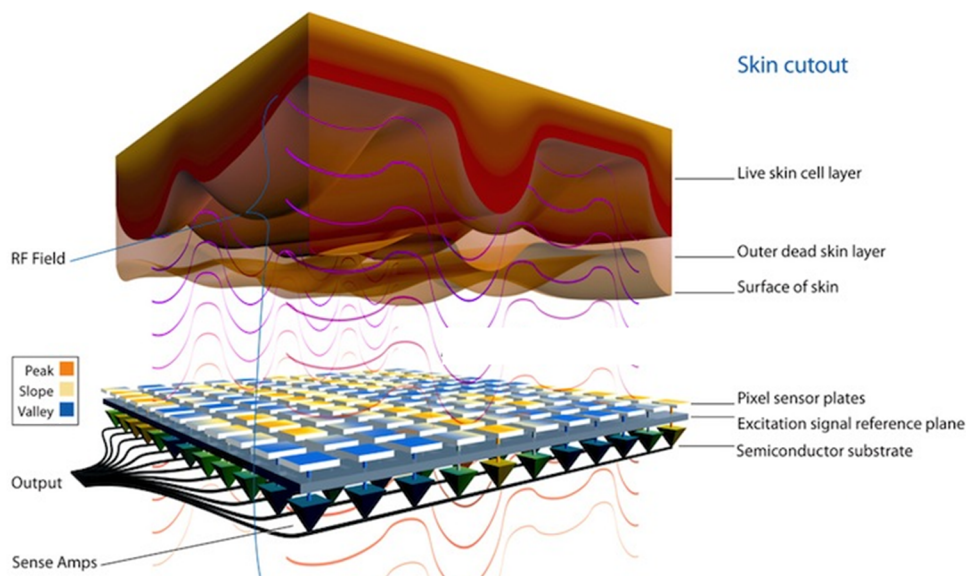 Skin cutout
Live skin cell layer
RF Field
Outer dead skin layer
Surface of skin
Peak
Slope
Valley
Pixel sensor plates
Excitation signal reference plane
Semiconductor substrate
Output
Sense Amps